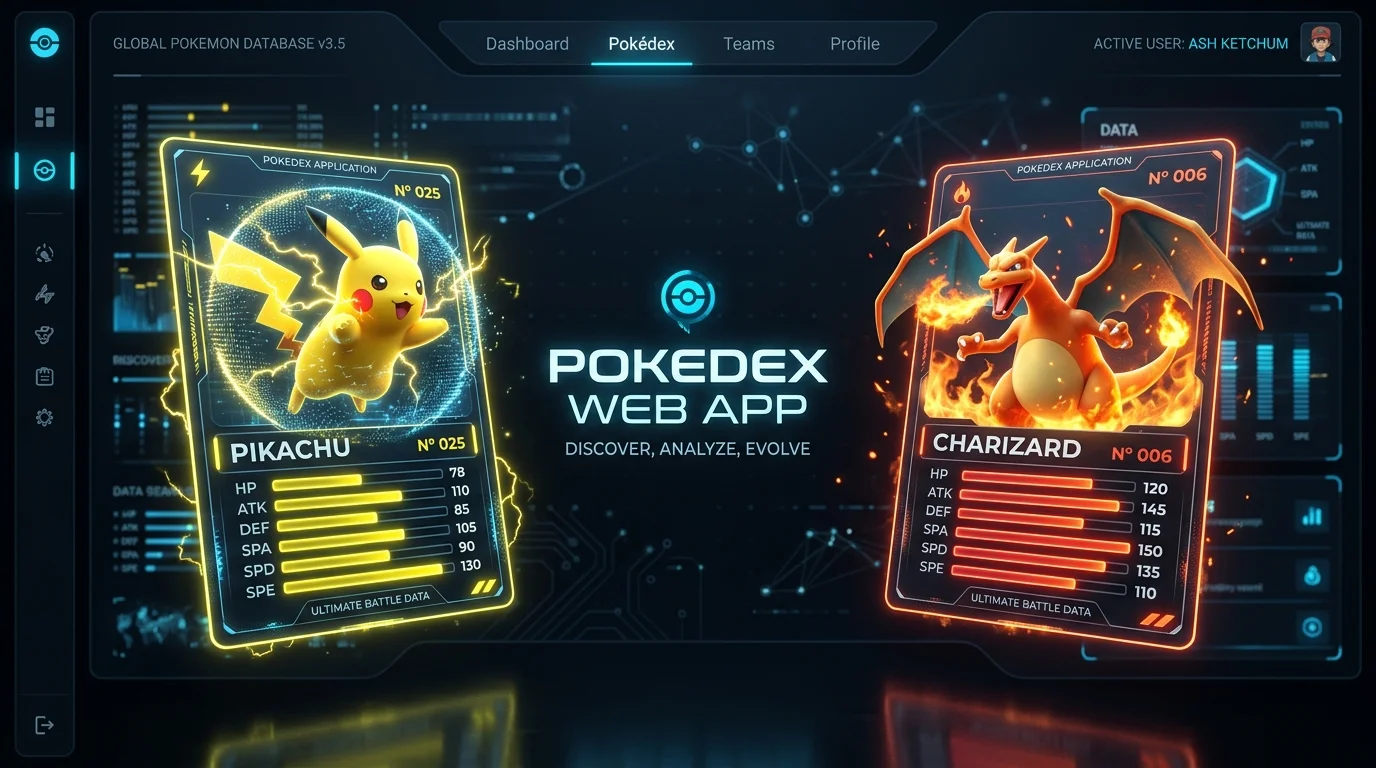 GLOBAL POKEMON DATABASE v3.5
Dashboard
Pokédex
Teams
Profile
ACTIVE USER: ASH KETCHUM
POKEDEX APPLICATION
Nº 025
PIKACHU
Nº 025
HP 78
ATK 110
DEF 85
SPA 105
SPD 90
SPE 130
ULTIMATE BATTLE DATA
POKEDEX
WEB APP
DISCOVER, ANALYZE, EVOLVE
POKEDEX APPLICATION
Nº 006
CHARIZARD
Nº 006
HP 120
ATK 145
DEF 115
SPA 150
SPD 135
SPE 110
ULTIMATE BATTLE DATA
DATA
HP
ATK
SPA
SPA SPD SPE